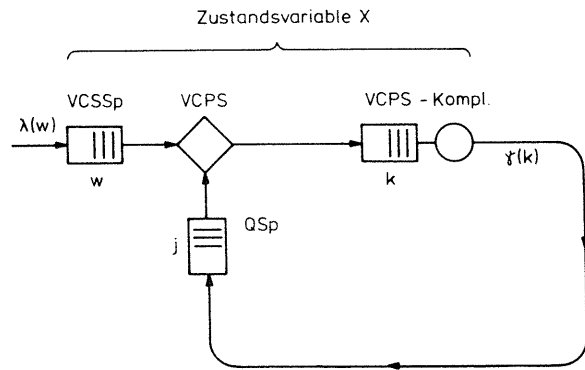 Zustandsvariable X
VCSSp
VCPS
VCPS - Kompl.
λ(w)
w
k
γ(k)
j
QSp